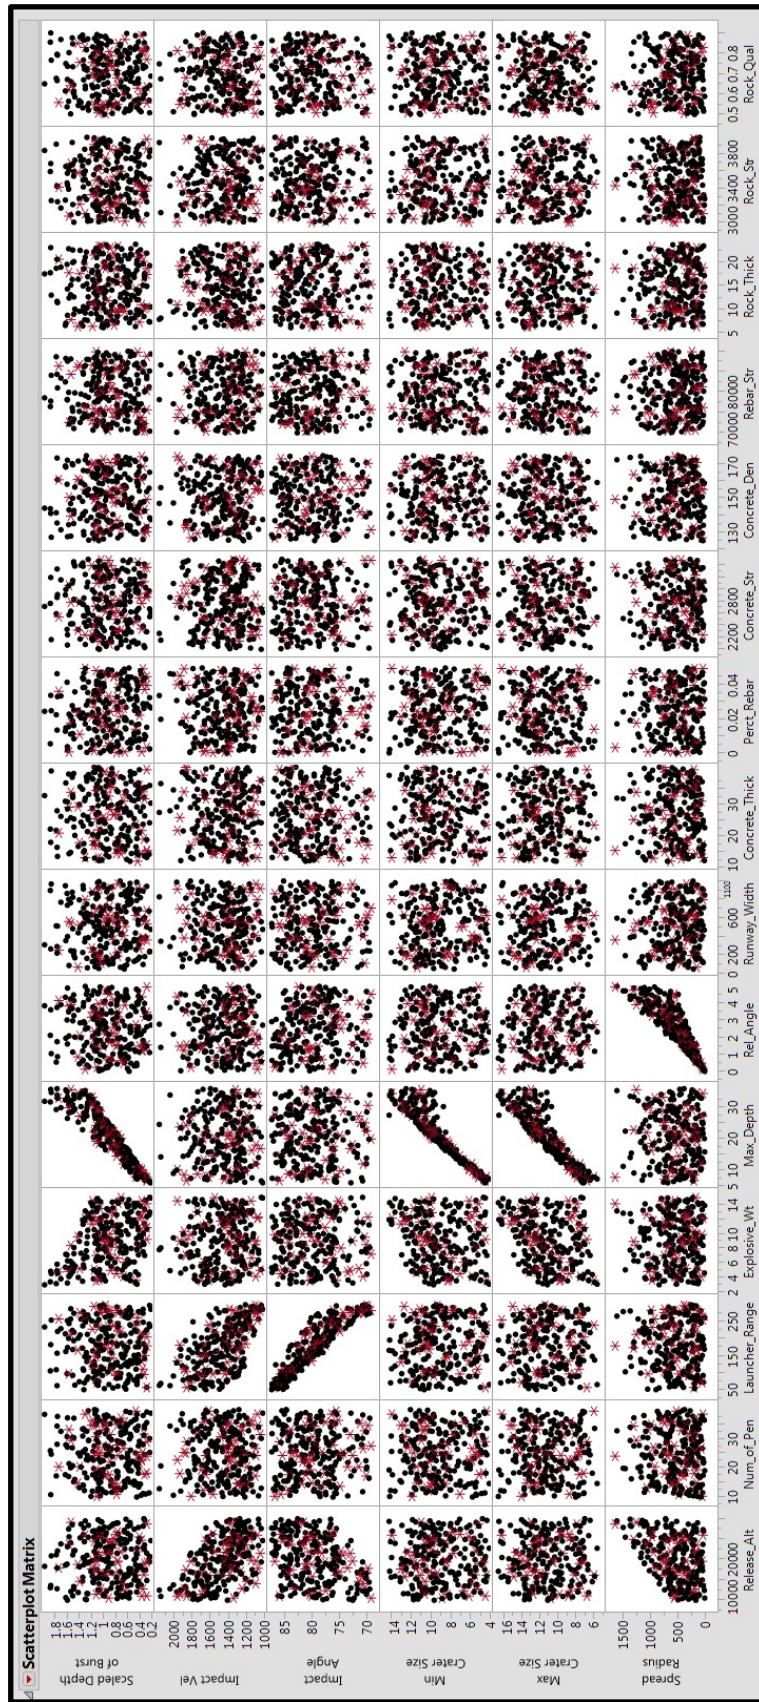 Scatterplot Matrix
Scaled Depth
of Burst
1.8
1.6
1.4
1.2
1
0.8
0.6
0.4
0.2
Impact Vel
2000
1800
1600
1400
1200
1000
Impact
Angle
85
80
75
70
Min
Crater Size
14
12
10
8
6
4
Max
Crater Size
16
14
12
10
8
6
Spread
Radius
1500
1000
500
0
10000 20000
Release_Alt
10 20 30
Num_of_Pen
50 150 250
Launcher_Range
2 4 6 8 10 14
Explosive_Wt
5 10 20 30
Max_Depth
0 1 2 3 4 5
Rel_Angle
0 200 600 1100
Runway_Width
10 20 30
Concrete_Thick
0 0.02 0.04
Perct_Rebar
2200 2800
Concrete_Str
130 150 170
Concrete_Den
70000 80000
Rebar_Str
5 10 15 20
Rock_Thick
3000 3400 3800
Rock_Str
0.5 0.6 0.7 0.8
Rock_Qual